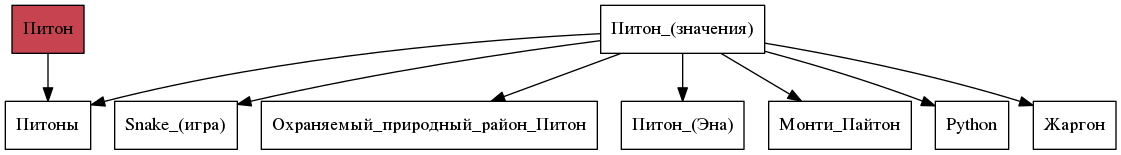 Питон
Питон_(значения)
Питоны
Snake_(игра)
Охраняемый_природный_район_Питон
Питон_(Эна)
Монти_Пайтон
Python
Жаргон